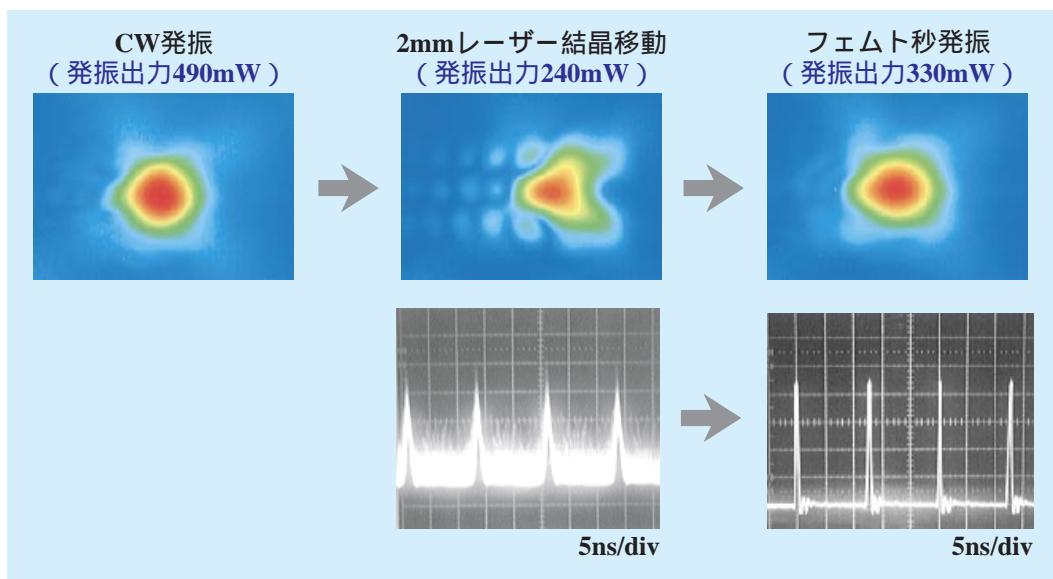 CW発振
（発振出力490mW）
2mmレーザー結晶移動
（発振出力240mW）
フェムト秒発振
（発振出力330mW）
5ns/div
5ns/div